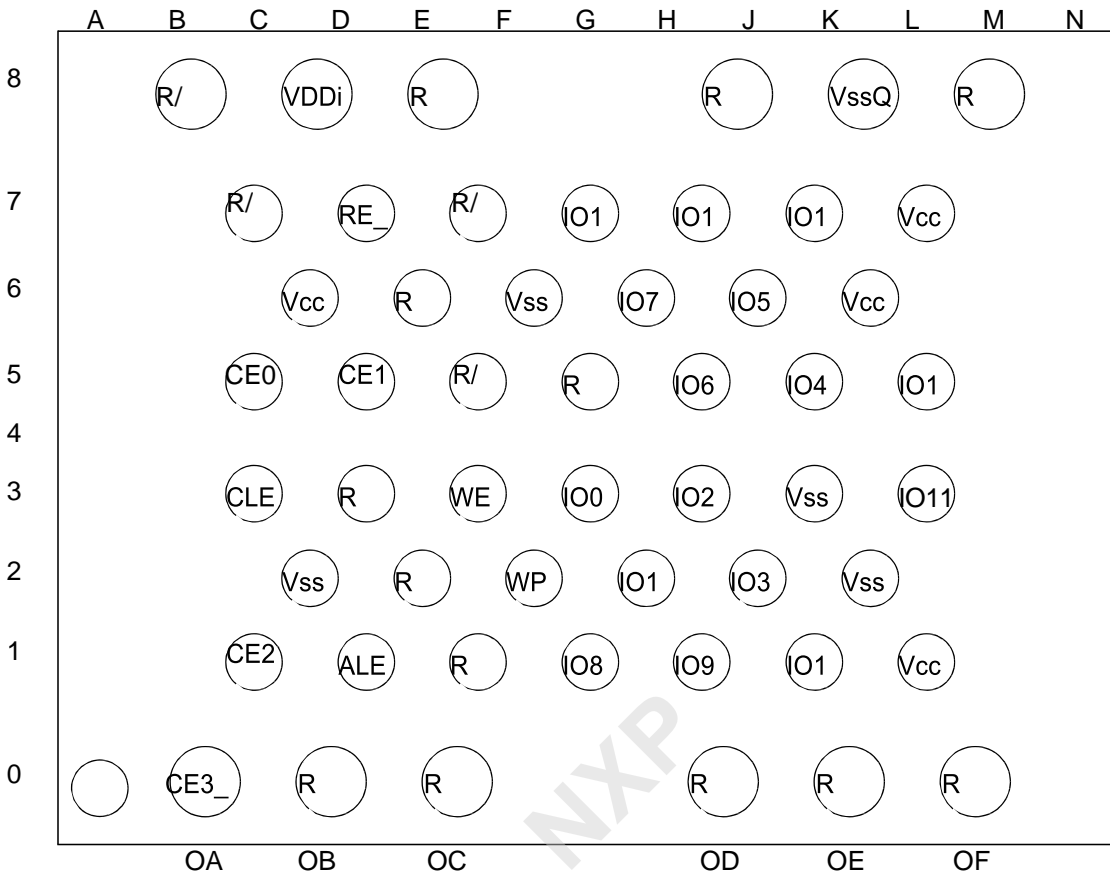 A B C D E F G H J K L M N
8 R/ VDDi R R VssQ R
7 R/ RE_ R/ IO1 IO1 IO1 Vcc
6 Vcc R Vss IO7 IO5 Vcc
5 CE0 CE1 R/ R IO6 IO4 IO1
4
3 CLE R WE IO0 IO2 Vss IO11
2 Vss R WP IO1 IO3 Vss
1 CE2 ALE R IO8 IO9 IO1 Vcc
0 CE3_ R R R R R
OA OB OC OD OE OF
NXP